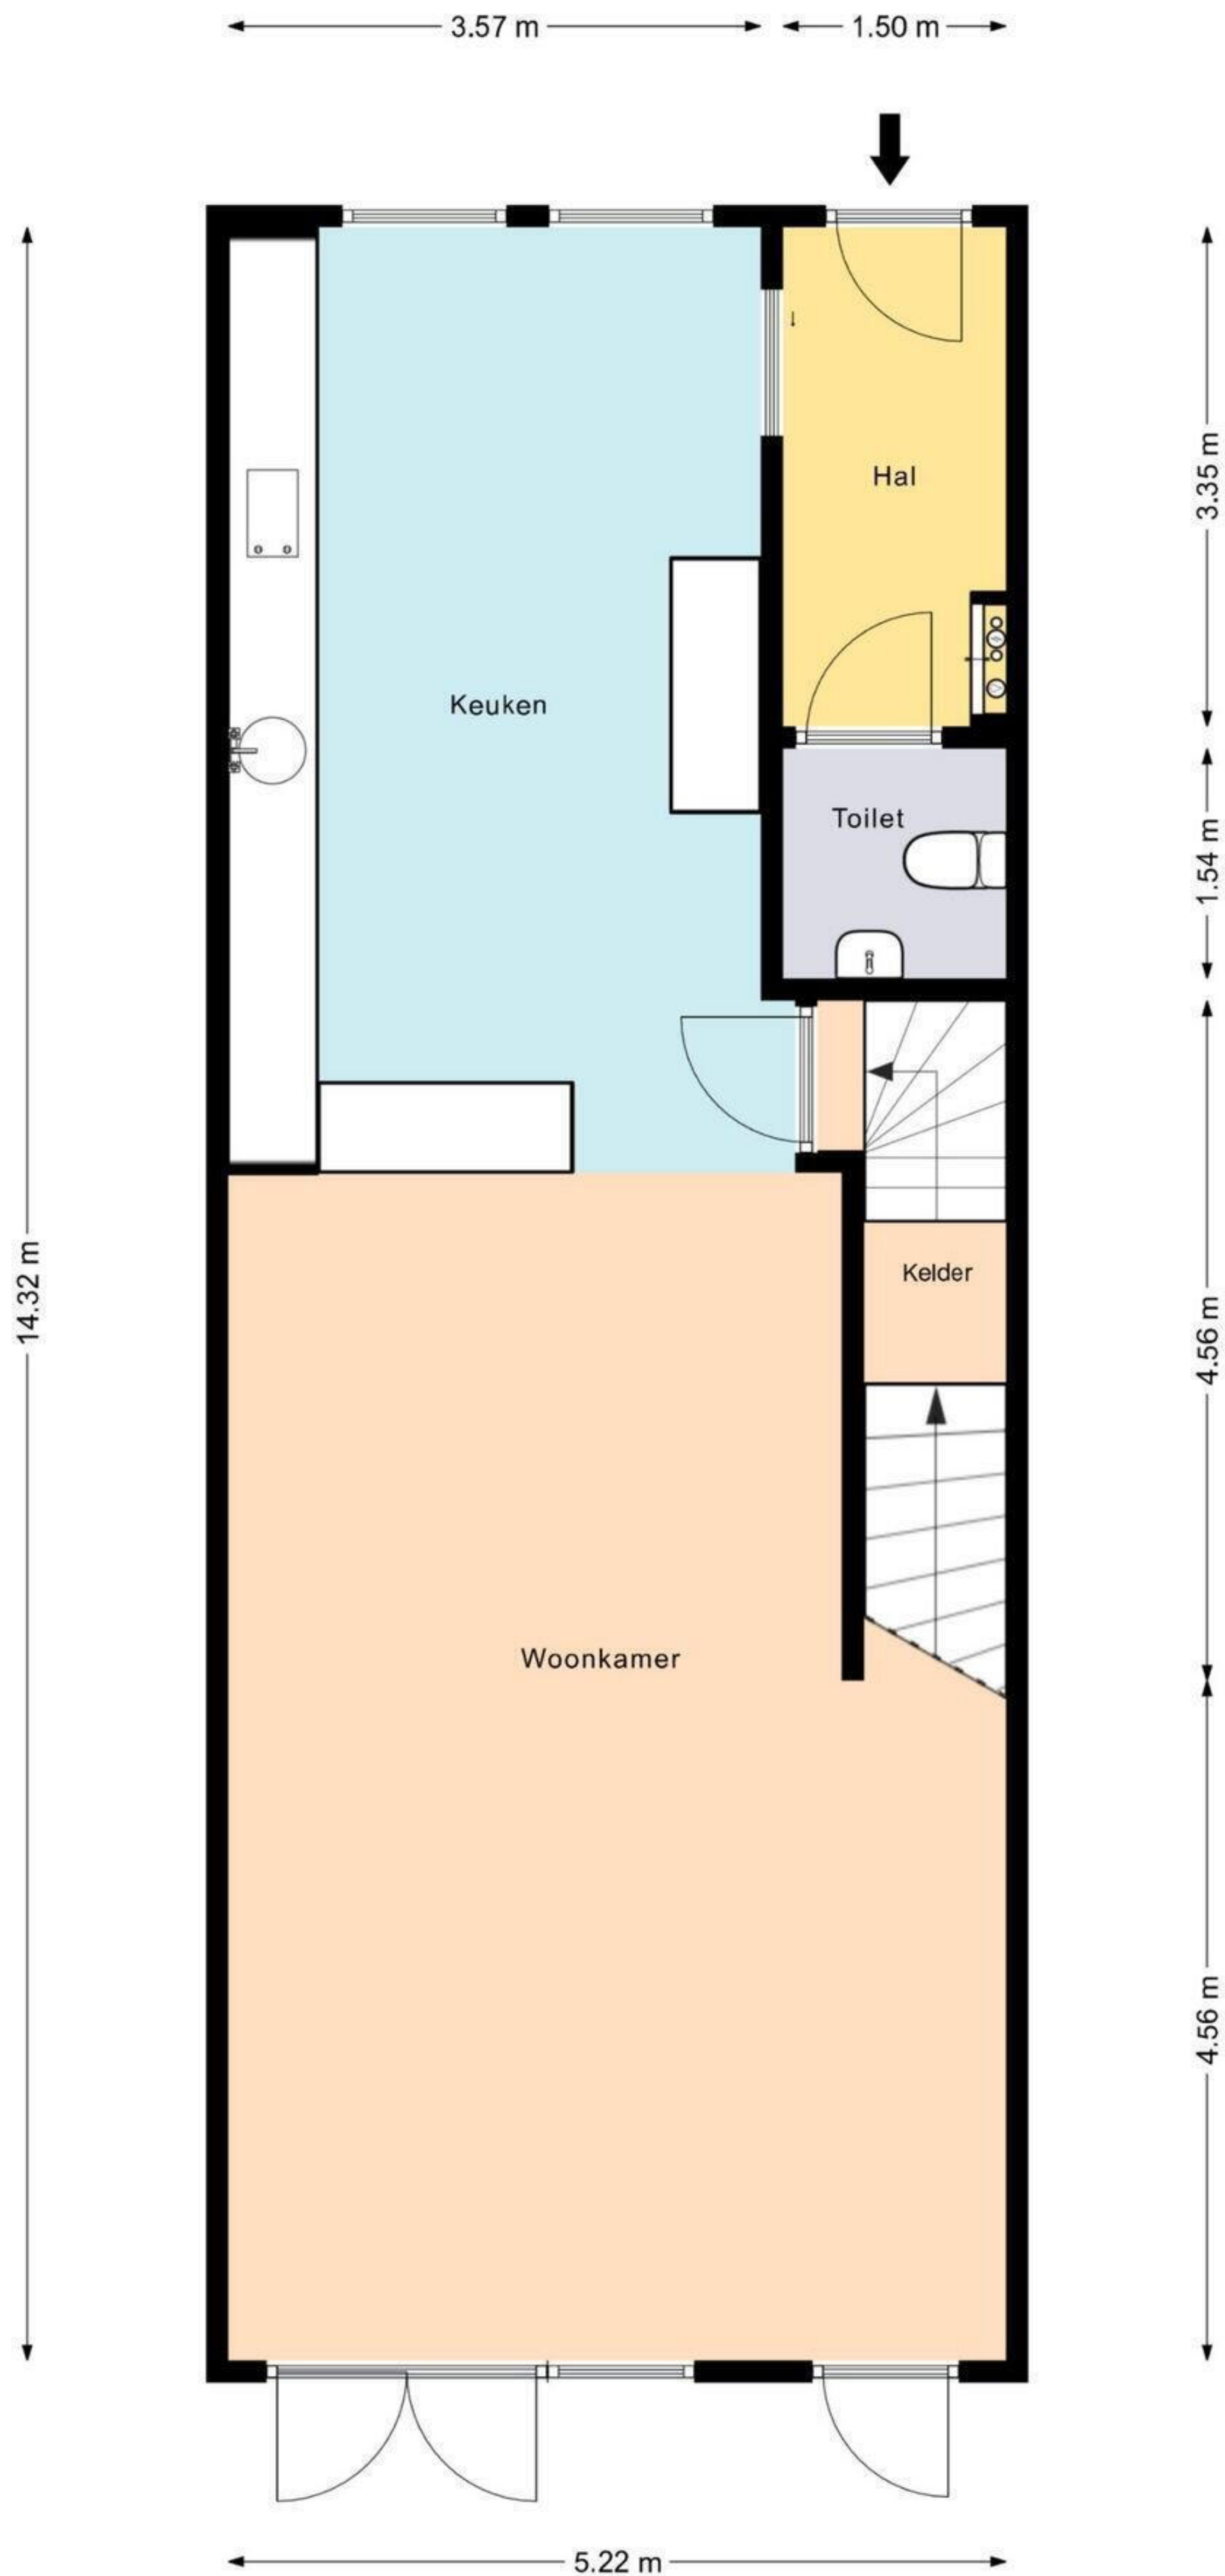 3.57 m
1.50 m
Hal
3.35 m
Keuken
Toilet
1.54 m
14.32 m
Kelder
4.56 m
Woonkamer
4.56 m
5.22 m